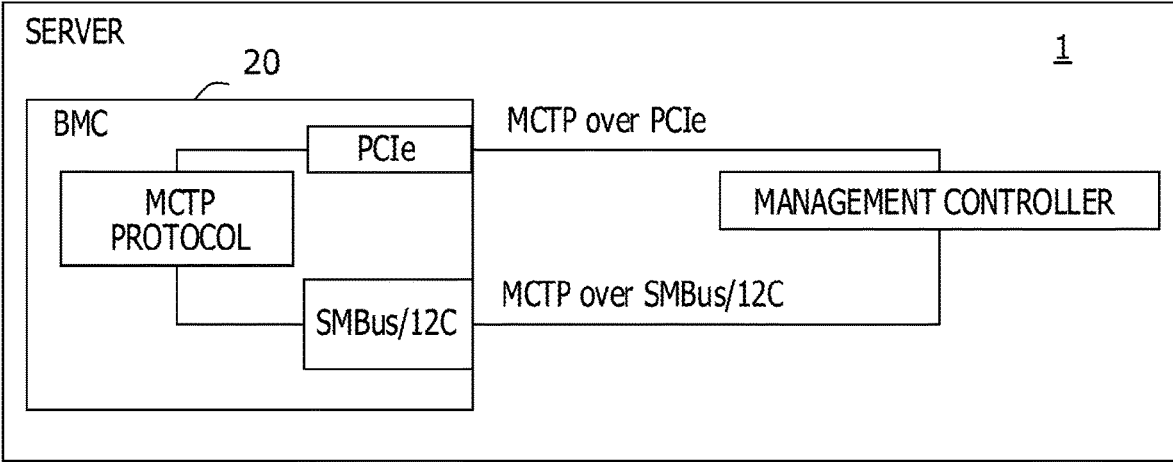 SERVER
1
20
BMC
MCTP over PCIe
PCIe
MCTP
PROTOCOL
MANAGEMENT CONTROLLER
MCTP over SMBus/12C
SMBus/12C